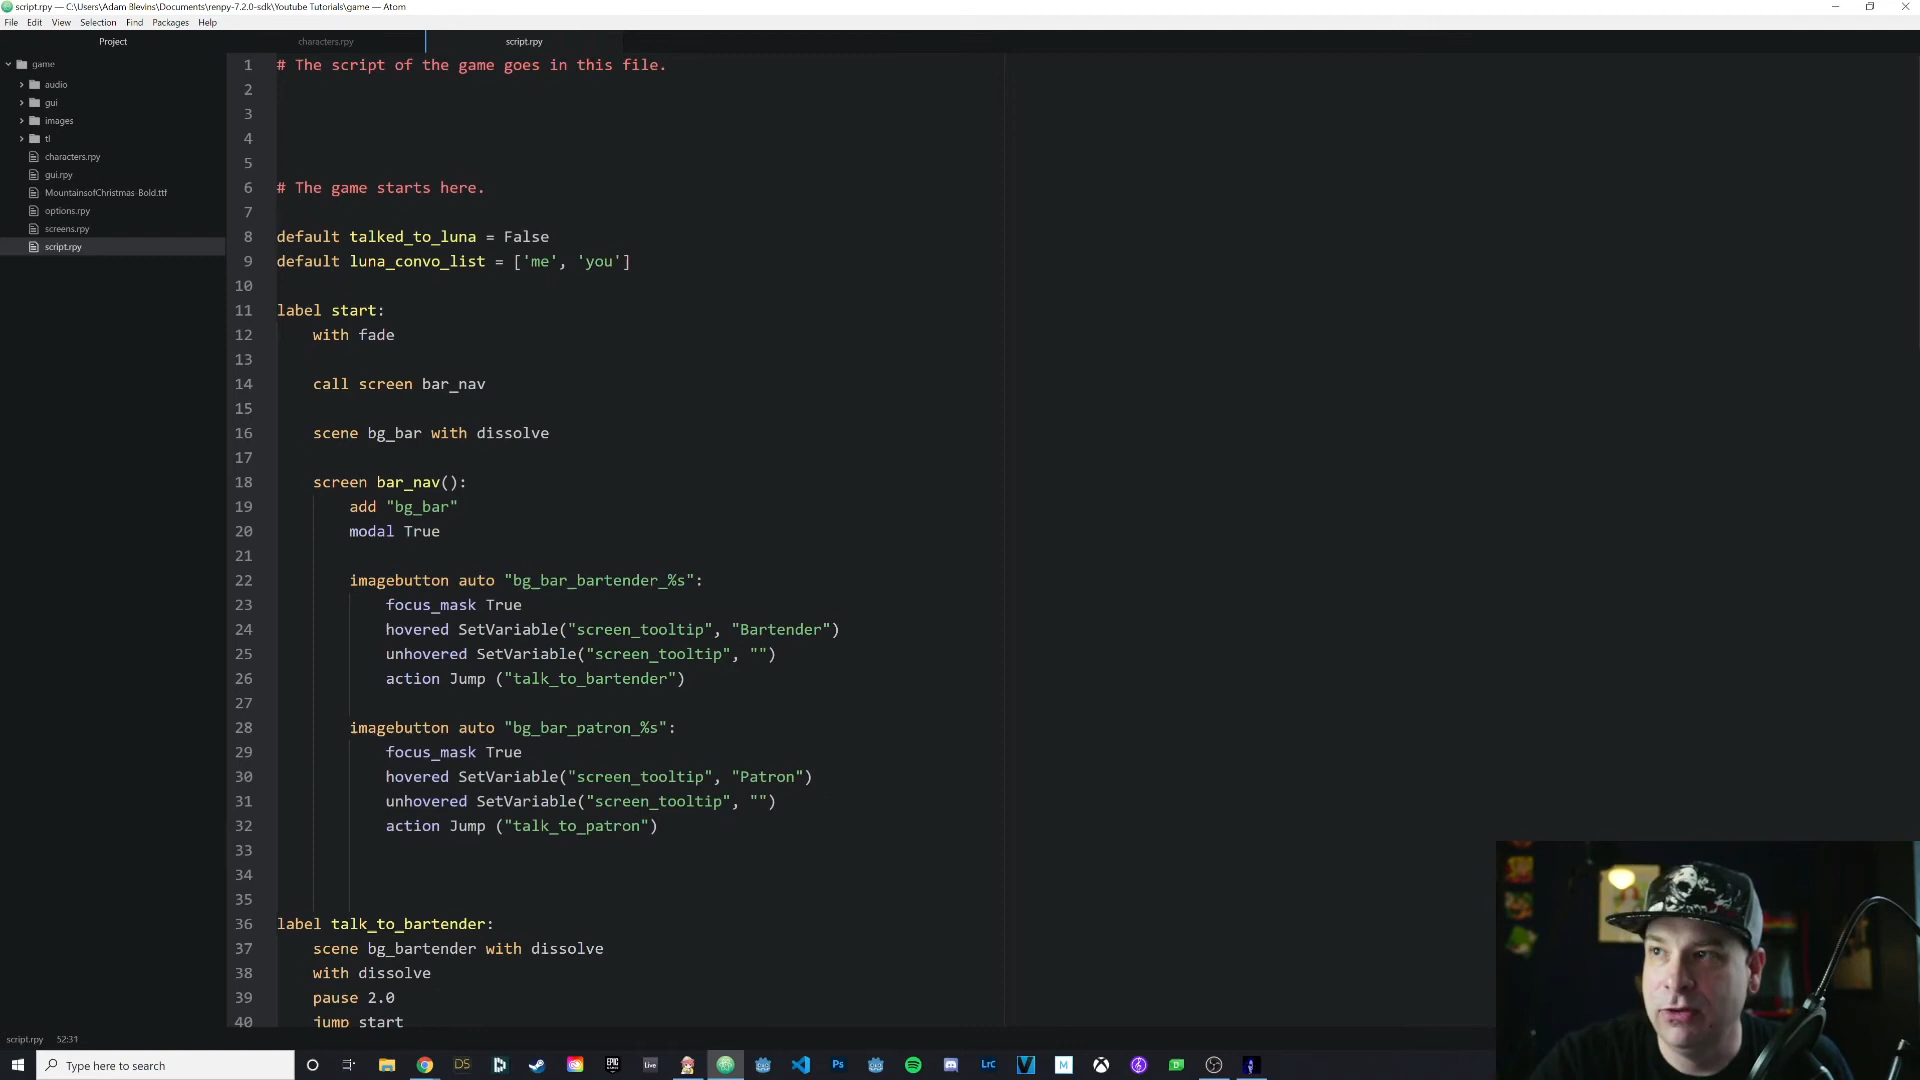 script.rpy — C:\Users\Adam Blevins\Documents\renpy-7.2.0-sdk\Youtube Tutorials\game — Atom
File Edit View Selection Find Packages Help
Project
characters.rpy
script.rpy
game
audio
gui
images
tl
characters.rpy
gui.rpy
MountainsofChristmas-Bold.ttf
options.rpy
screens.rpy
script.rpy
1 # The script of the game goes in this file.
2
3
4
5
6 # The game starts here.
7
8 default talked_to_luna = False
9 default luna_convo_list = ['me', 'you']
10
11 label start:
12 with fade
13
14 call screen bar_nav
15
16 scene bg_bar with dissolve
17
18 screen bar_nav():
19 add "bg_bar"
20 modal True
21
22 imagebutton auto "bg_bar_bartender_%s":
23 focus_mask True
24 hovered SetVariable("screen_tooltip", "Bartender")
25 unhovered SetVariable("screen_tooltip", "")
26 action Jump ("talk_to_bartender")
27
28 imagebutton auto "bg_bar_patron_%s":
29 focus_mask True
30 hovered SetVariable("screen_tooltip", "Patron")
31 unhovered SetVariable("screen_tooltip", "")
32 action Jump ("talk_to_patron")
33
34
35
36 label talk_to_bartender:
37 scene bg_bartender with dissolve
38 with dissolve
39 pause 2.0
40 jump start
script.rpy 52:31
Type here to search
DS
EPIC GAMES
Live
Ps
LrC
M